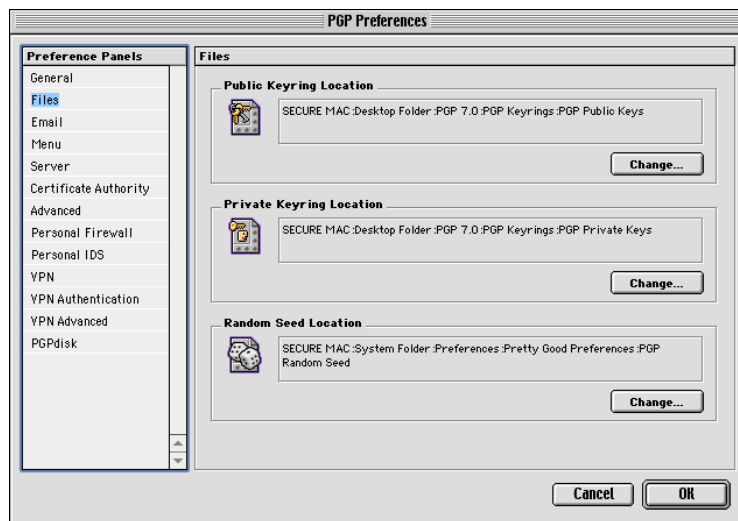 PGP Preferences
Preference Panels
General
Files
Email
Menu
Server
Certificate Authority
Advanced
Personal Firewall
Personal IDS
VPN
VPN Authentication
VPN Advanced
PGPdisk
Files
Public Keyring Location
SECURE MAC :Desktop Folder :PGP 7.0 :PGP Keyrings :PGP Public Keys
Change...
Private Keyring Location
SECURE MAC :Desktop Folder :PGP 7.0 :PGP Keyrings :PGP Private Keys
Change...
Random Seed Location
SECURE MAC :System Folder :Preferences :Pretty Good Preferences :PGP
Random Seed
Change...
Cancel
OK